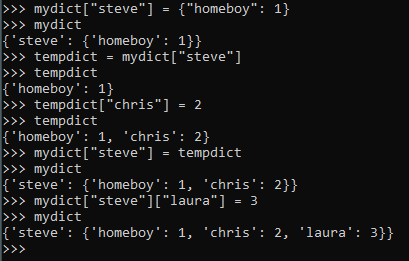 >>> mydict["steve"] = {"homeboy": 1}
>>> mydict
{'steve': {'homeboy': 1}}
>>> tempdict = mydict["steve"]
>>> tempdict
{'homeboy': 1}
>>> tempdict["chris"] = 2
>>> tempdict
{'homeboy': 1, 'chris': 2}
>>> mydict["steve"] = tempdict
>>> mydict
{'steve': {'homeboy': 1, 'chris': 2}}
>>> mydict["steve"]["laura"] = 3
>>> mydict
{'steve': {'homeboy': 1, 'chris': 2, 'laura': 3}}
>>>